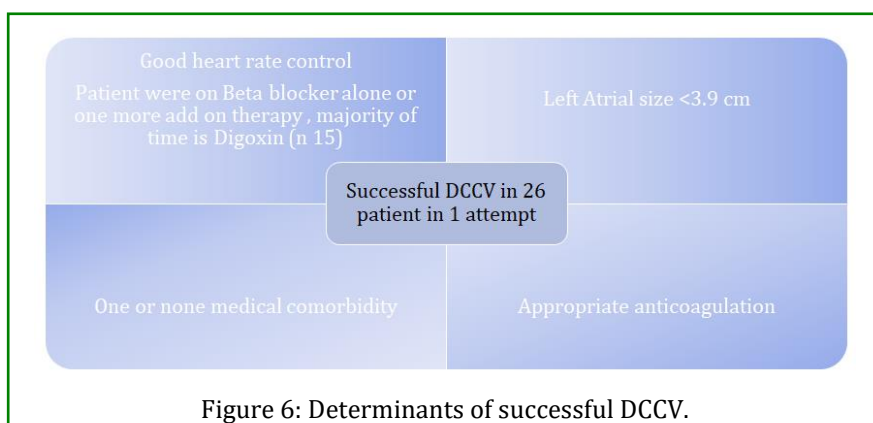 Good heart rate control
Patient were on Beta blocker alone or
one more add on therapy , majority of
time is Digoxin (n 15)
Left Atrial size <3.9 cm
Successful DCCV in 26
patient in 1 attempt
One or none medical comorbidity
Appropriate anticoagulation
Figure 6: Determinants of successful DCCV.